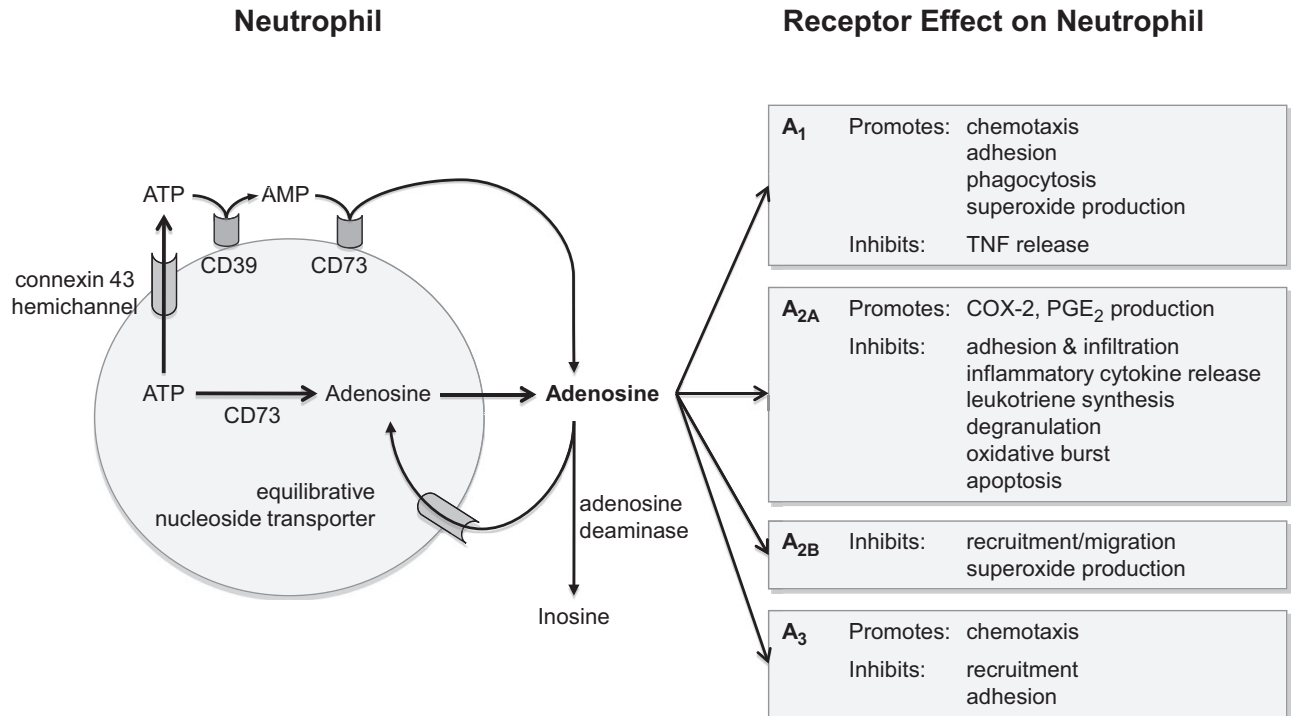 Neutrophil
Receptor Effect on Neutrophil
ATP
AMP
CD39
CD73
connexin 43
hemichannel
ATP
CD73
Adenosine
Adenosine
equilibrative
nucleoside transporter
adenosine
deaminase
Inosine
A1 Promotes: chemotaxis
adhesion
phagocytosis
superoxide production
Inhibits: TNF release
A2A Promotes: COX-2, PGE2 production
Inhibits: adhesion & infiltration
inflammatory cytokine release
leukotriene synthesis
degranulation
oxidative burst
apoptosis
A2B Inhibits: recruitment/migration
superoxide production
A3 Promotes: chemotaxis
Inhibits: recruitment
adhesion